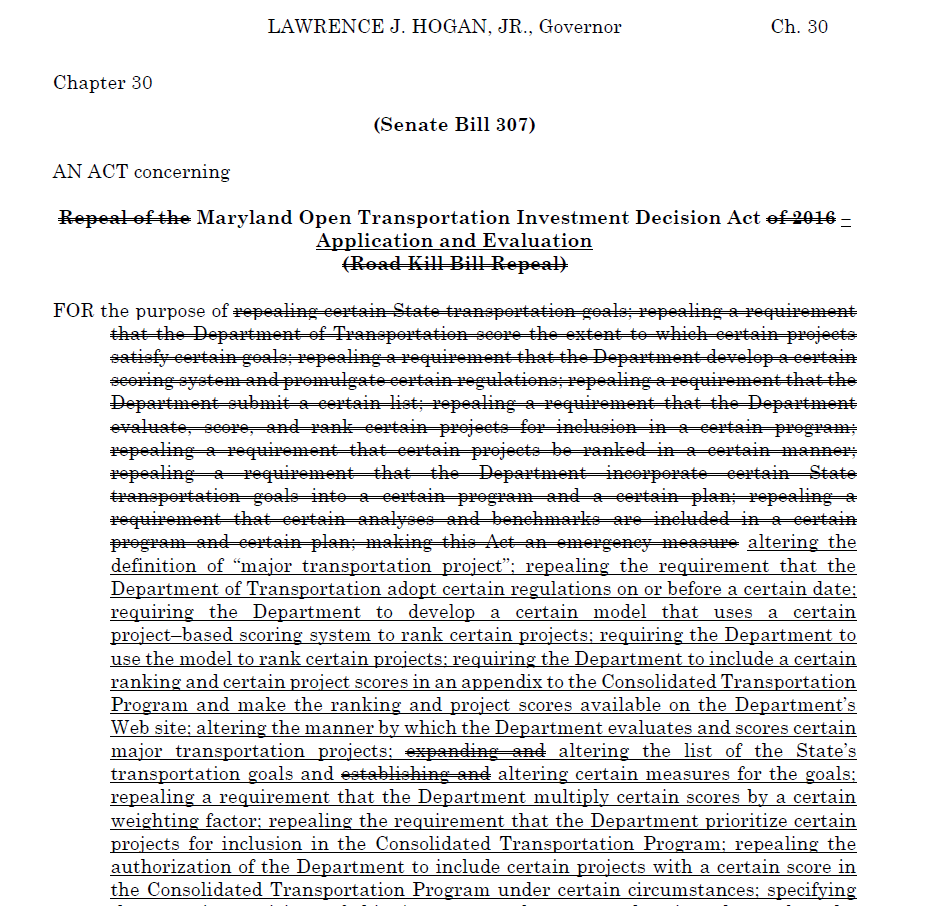 LAWRENCE J. HOGAN, JR., Governor Ch. 30
Chapter 30
(Senate Bill 307)
AN ACT concerning
Repeal of the Maryland Open Transportation Investment Decision Act of 2016 –
Application and Evaluation
(Road Kill Bill Repeal)
FOR the purpose of repealing certain State transportation goals; repealing a requirement
that the Department of Transportation score the extent to which certain projects
satisfy certain goals; repealing a requirement that the Department develop a certain
scoring system and promulgate certain regulations; repealing a requirement that the
Department submit a certain list; repealing a requirement that the Department
evaluate, score, and rank certain projects for inclusion in a certain program;
repealing a requirement that certain projects be ranked in a certain manner;
repealing a requirement that the Department incorporate certain State
transportation goals into a certain program and a certain plan; repealing a
requirement that certain analyses and benchmarks are included in a certain
program and certain plan; making this Act an emergency measure altering the
definition of “major transportation project”; repealing the requirement that the
Department of Transportation adopt certain regulations on or before a certain date;
requiring the Department to develop a certain model that uses a certain
project–based scoring system to rank certain projects; requiring the Department to
use the model to rank certain projects; requiring the Department to include a certain
ranking and certain project scores in an appendix to the Consolidated Transportation
Program and make the ranking and project scores available on the Department’s
Web site; altering the manner by which the Department evaluates and scores certain
major transportation projects; expanding and altering the list of the State’s
transportation goals and establishing and altering certain measures for the goals;
repealing a requirement that the Department multiply certain scores by a certain
weighting factor; repealing the requirement that the Department prioritize certain
projects for inclusion in the Consolidated Transportation Program; repealing the
authorization of the Department to include certain projects with a certain score in
the Consolidated Transportation Program under certain circumstances; specifying